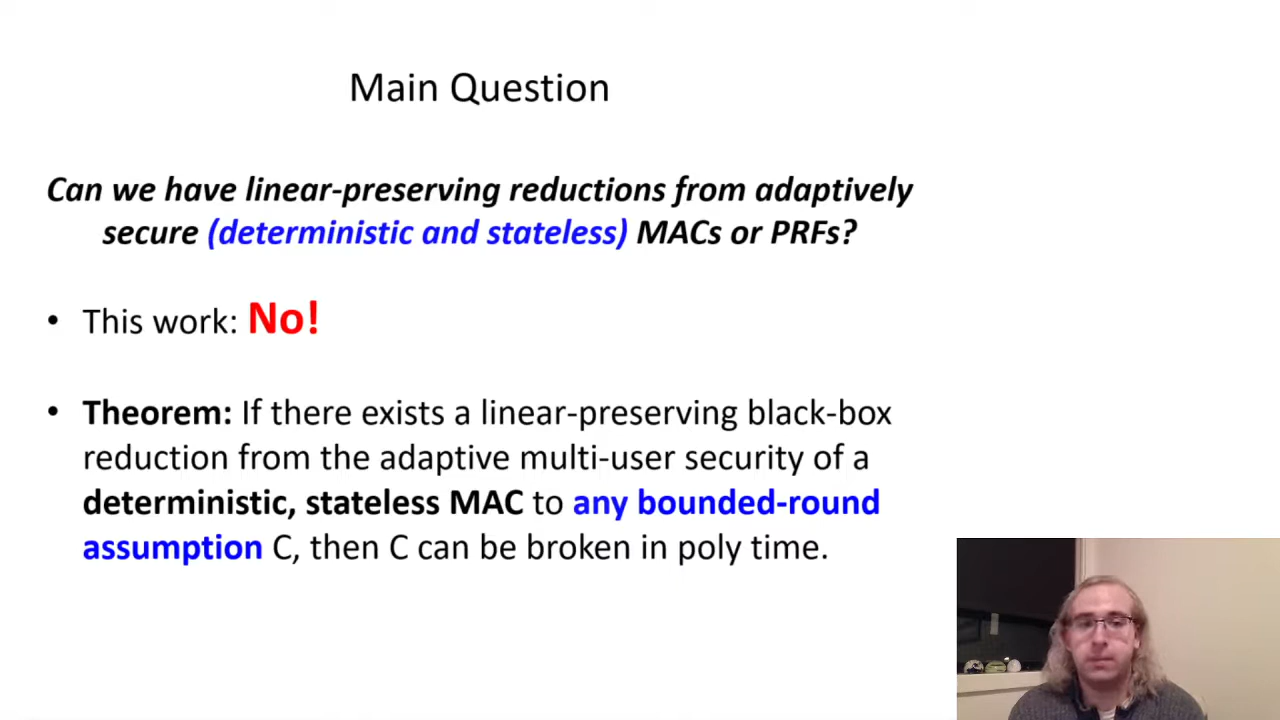 Main Question
Can we have linear-preserving reductions from adaptively
secure (deterministic and stateless) MACs or PRFs?
• This work: No!
• Theorem: If there exists a linear-preserving black-box
reduction from the adaptive multi-user security of a
deterministic, stateless MAC to any bounded-round
assumption C, then C can be broken in poly time.